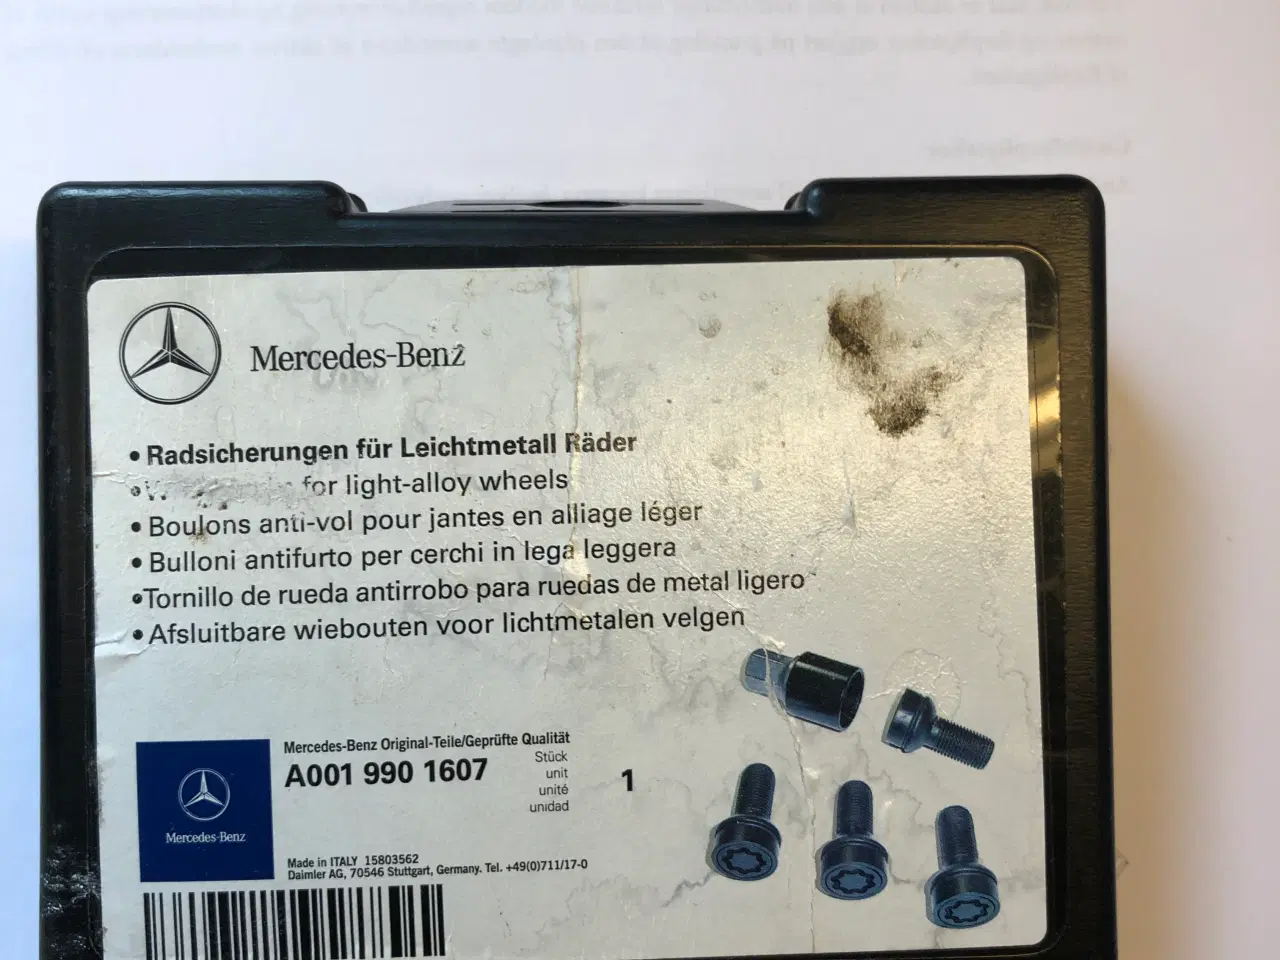 Mercedes-Benz
• Radsicherungen für Leichtmetall Räder
• for light-alloy wheels
• Boulons anti-vol pour jantes en alliage léger
• Bulloni antifurto per cerchi in lega leggera
•Tornillo de rueda antirrobo para ruedas de metal ligero
• Afsluitbare wiebouten voor lichtmetalen velgen
Mercedes-Benz Original-Teile/Geprüfte Qualität
A001 990 1607
Stück
unit
unité
unidad
1
Mercedes-Benz
Made in ITALY 15803562
Daimler AG, 70546 Stuttgart, Germany. Tel. +49(0)711/17-0